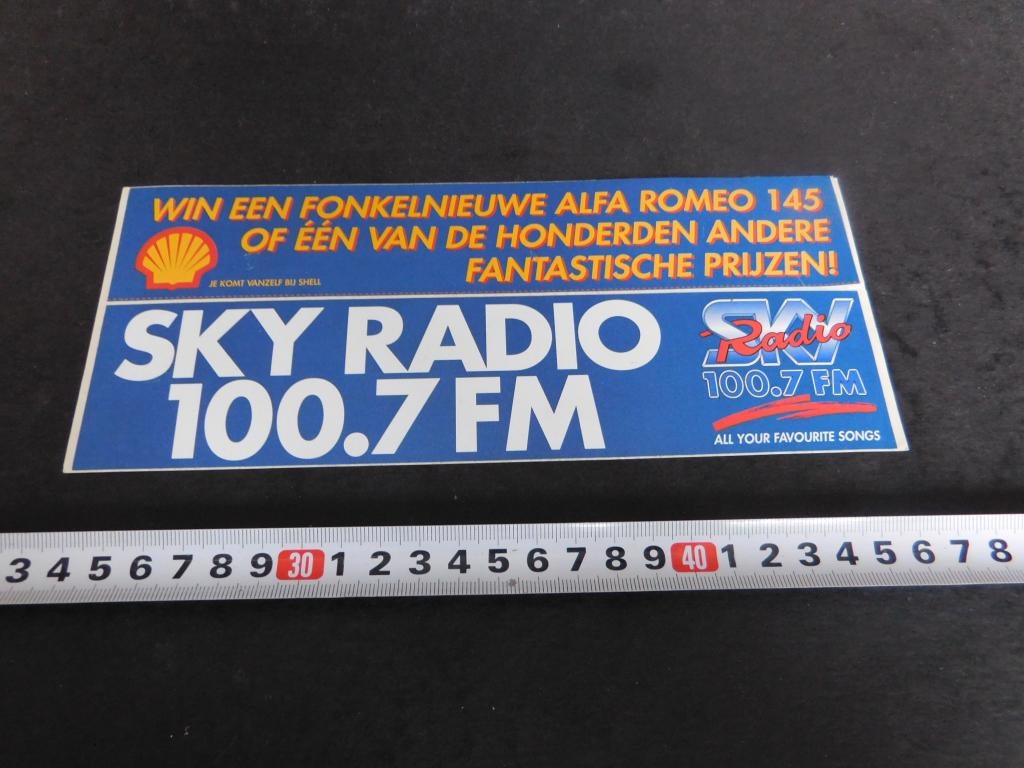 WIN EEN FONKELNIEUWE ALFA ROMEO 145
OF ÉÉN VAN DE HONDERDEN ANDERE
FANTASTISCHE PRIJZEN!
JE KOMT VANZELF BIJ SHELL
SKY RADIO
100.7 FM
SKY Radio
100.7 FM
ALL YOUR FAVOURITE SONGS
3 4 5 6 7 8 9 30 1 2 3 4 5 6 7 8 9 40 1 2 3 4 5 6 7 8